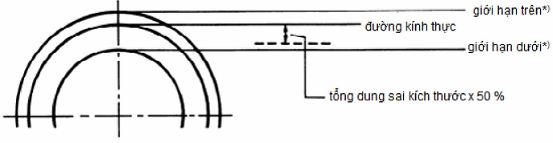 giới hạn trên*)
đường kính thực
giới hạn dưới*)
tổng dung sai kích thước x 50 %